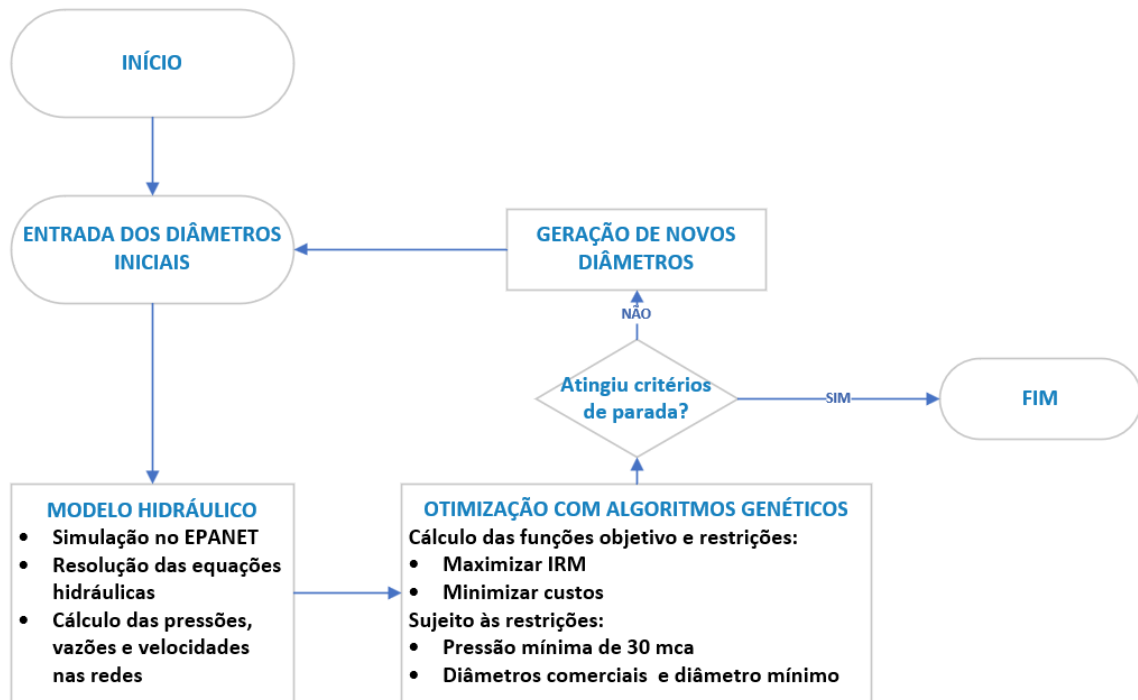 INÍCIO
ENTRADA DOS DIÂMETROS
INICIAIS
GERAÇÃO DE NOVOS
DIÂMETROS
NÃO
Atingiu critérios
de parada?
SIM
FIM
MODELO HIDRÁULICO
• Simulação no EPANET
• Resolução das equações
hidráulicas
• Cálculo das pressões,
vazões e velocidades
nas redes
OTIMIZAÇÃO COM ALGORITMOS GENÉTICOS
Cálculo das funções objetivo e restrições:
• Maximizar IRM
• Minimizar custos
Sujeito às restrições:
• Pressão mínima de 30 mca
• Diâmetros comerciais e diâmetro mínimo